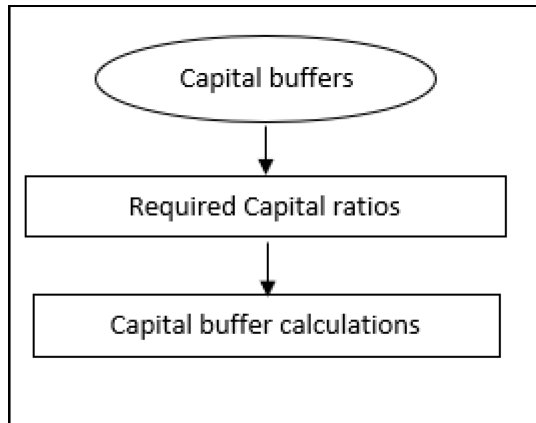 Capital buffers
Required Capital ratios
Capital buffer calculations